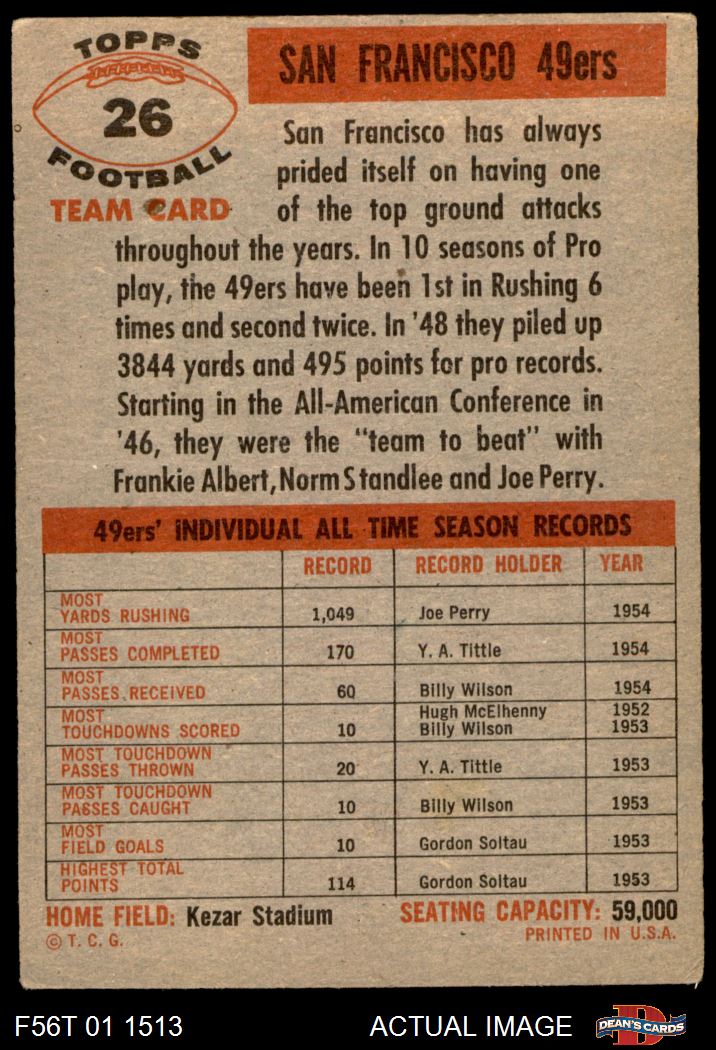 TOPPS
26
FOOTBALL
TEAM CARD
SAN FRANCISCO 49ers
San Francisco has always
prided itself on having one
of the top ground attacks
throughout the years. In 10 seasons of Pro
play, the 49ers have been 1st in Rushing 6
times and second twice. In '48 they piled up
3844 yards and 495 points for pro records.
Starting in the All-American Conference in
'46, they were the "team to beat" with
Frankie Albert, Norm Standlee and Joe Perry.
49ers' INDIVIDUAL ALL TIME SEASON RECORDS
RECORD RECORD HOLDER YEAR
MOST
YARDS RUSHING 1,049 Joe Perry 1954
MOST
PASSES COMPLETED 170 Y. A. Tittle 1954
MOST
PASSES RECEIVED 60 Billy Wilson 1954
MOST Hugh McElhenny 1952
TOUCHDOWNS SCORED 10 Billy Wilson 1953
MOST TOUCHDOWN
PASSES THROWN 20 Y. A. Tittle 1953
MOST TOUCHDOWN
PASSES CAUGHT 10 Billy Wilson 1953
MOST
FIELD GOALS 10 Gordon Soltau 1953
HIGHEST TOTAL
POINTS 114 Gordon Soltau 1953
HOME FIELD: Kezar Stadium SEATING CAPACITY: 59,000
© T. C. G. PRINTED IN U.S.A.
F56T 01 1513 ACTUAL IMAGE DEAN'S CARDS